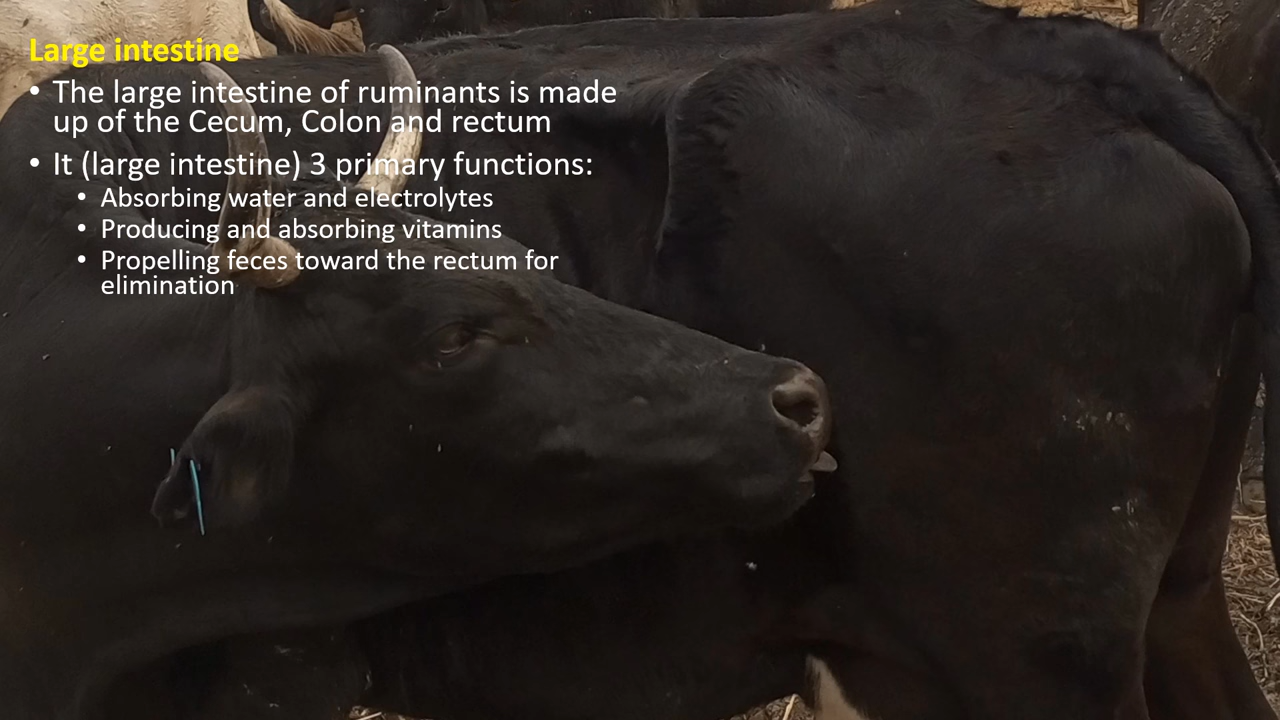 Large intestine
• The large intestine of ruminants is made
up of the Cecum, Colon and rectum
• It (large intestine) 3 primary functions:
• Absorbing water and electrolytes
• Producing and absorbing vitamins
• Propelling feces toward the rectum for
elimination